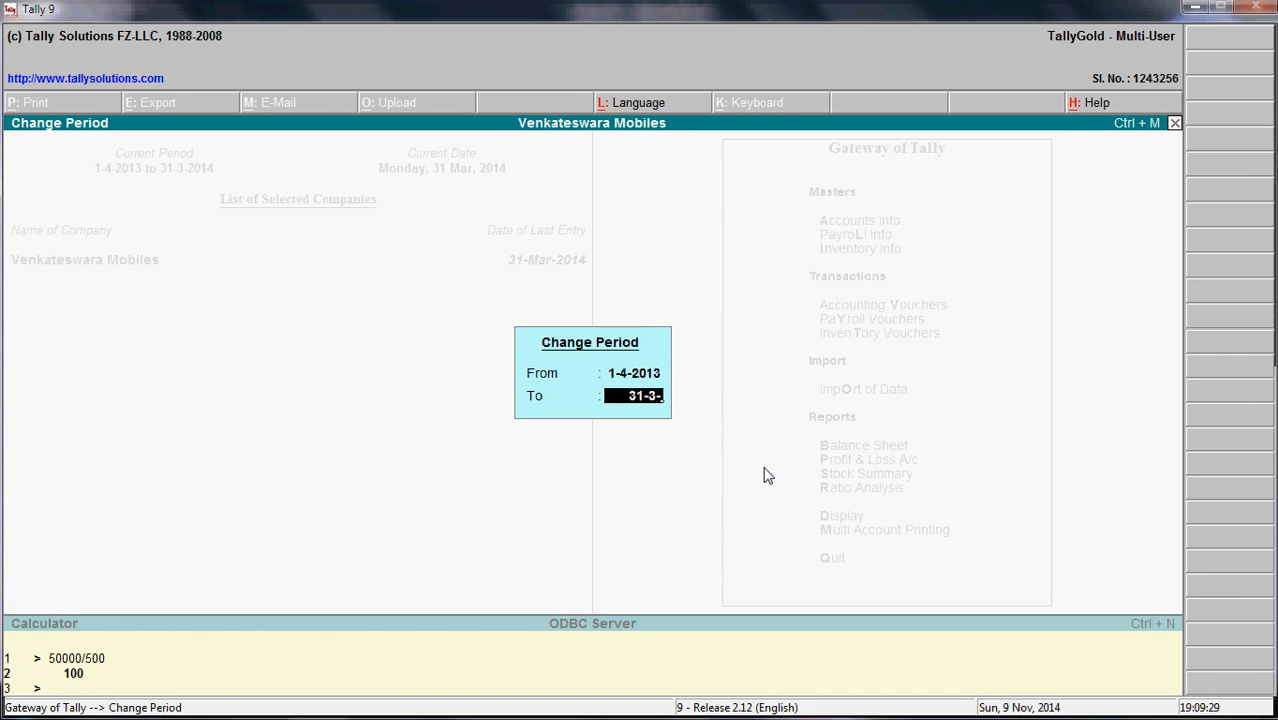 Tally 9
(c) Tally Solutions FZ-LLC, 1988-2008
TallyGold - Multi-User
http://www.tallysolutions.com
Sl. No. : 1243256
P: Print
E: Export
M: E-Mail
O: Upload
L: Language
K: Keyboard
H: Help
Change Period
Venkateswara Mobiles
Ctrl + M
Current Period
1-4-2013 to 31-3-2014
Current Date
Monday, 31 Mar, 2014
List of Selected Companies
Name of Company
Date of Last Entry
Venkateswara Mobiles
31-Mar-2014
Gateway of Tally
Masters
Accounts Info.
PayroLl Info.
Inventory Info.
Transactions
Accounting Vouchers
PaYroll Vouchers
InvenTory Vouchers
Import
ImpOrt of Data
Reports
Balance Sheet
Profit & Loss A/c
Stock Summary
Ratio Analysis
Display
Multi Account Printing
Quit
Change Period
From : 1-4-2013
To : 31-3-
Calculator
ODBC Server
Ctrl + N
1 > 50000/500
2 100
3 >
Gateway of Tally --> Change Period
9 - Release 2.12 (English)
Sun, 9 Nov, 2014
19:09:29